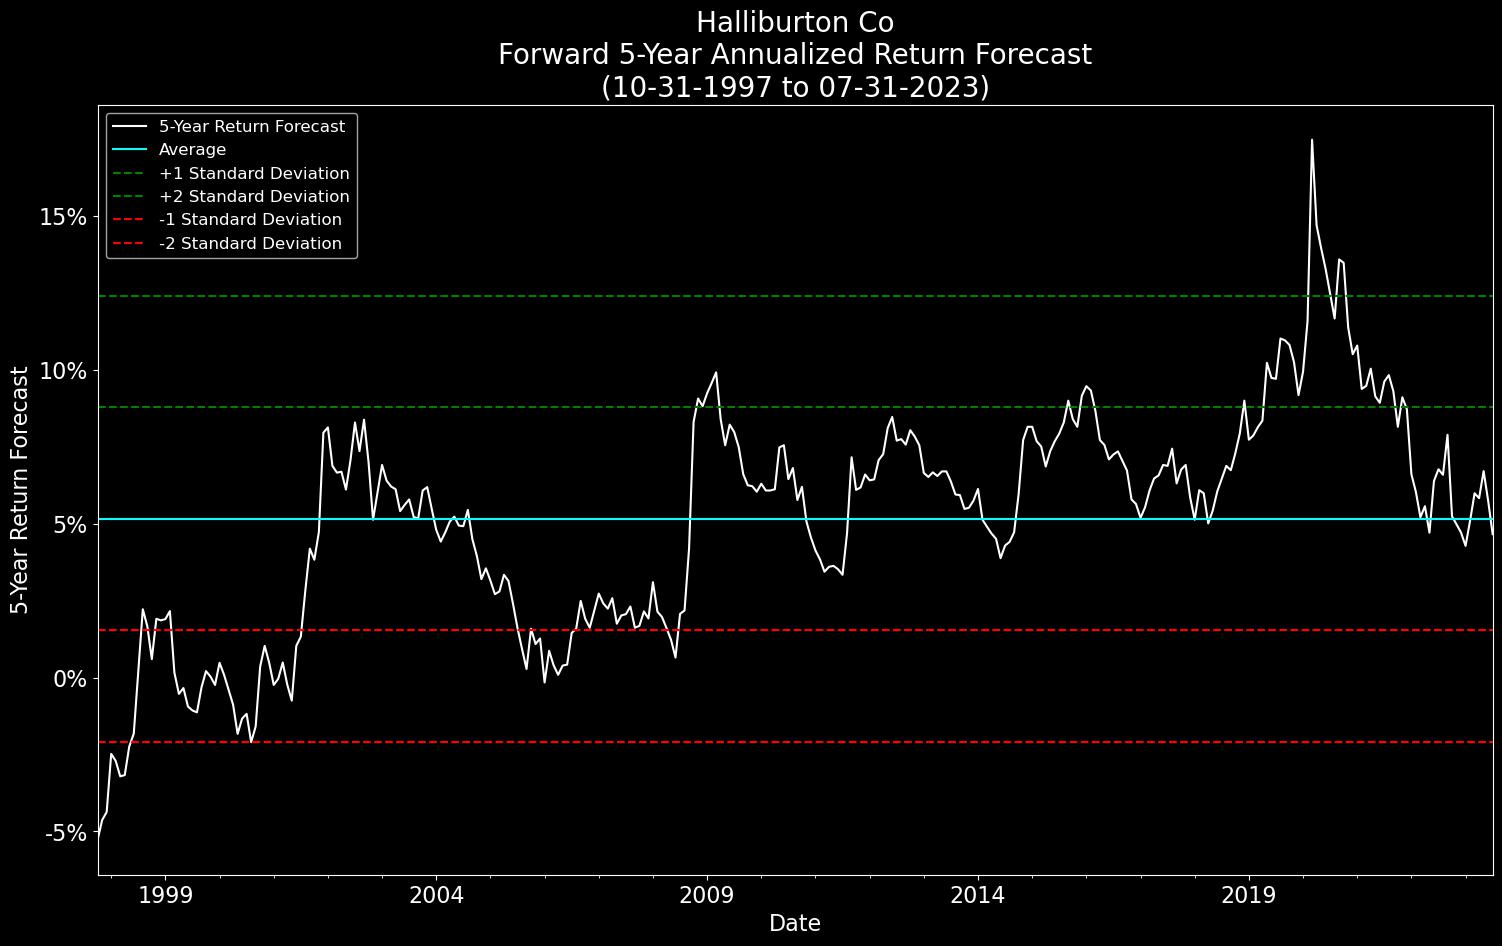 Halliburton Co
Forward 5-Year Annualized Return Forecast
(10-31-1997 to 07-31-2023)
5-Year Return Forecast
Average
+1 Standard Deviation
+2 Standard Deviation
-1 Standard Deviation
-2 Standard Deviation
5-Year Return Forecast
15%
10%
5%
0%
-5%
1999 2004 2009 2014 2019
Date